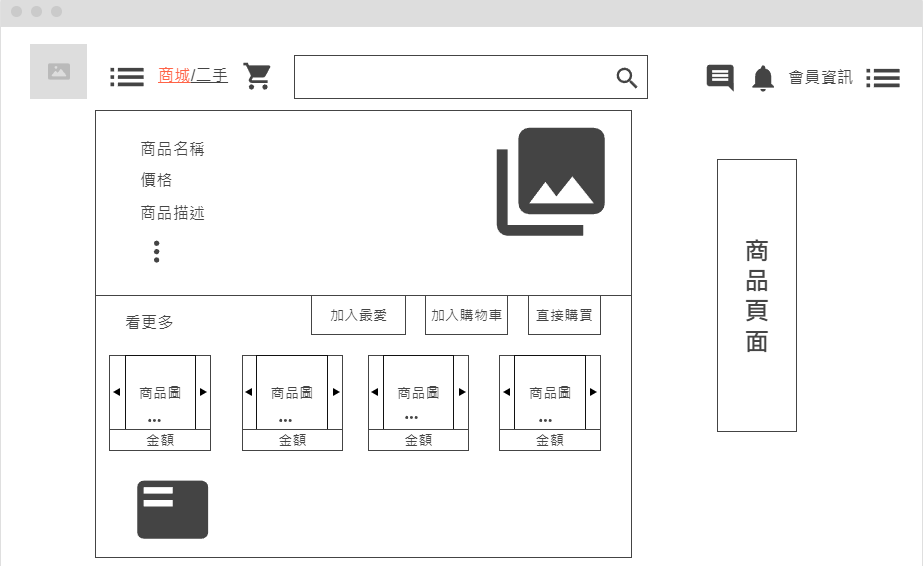 商城/二手
會員資訊
商品名稱
價格
商品描述
看更多
加入最愛
加入購物車
直接購買
商品圖
商品圖
商品圖
商品圖
金額
金額
金額
金額
商品頁面